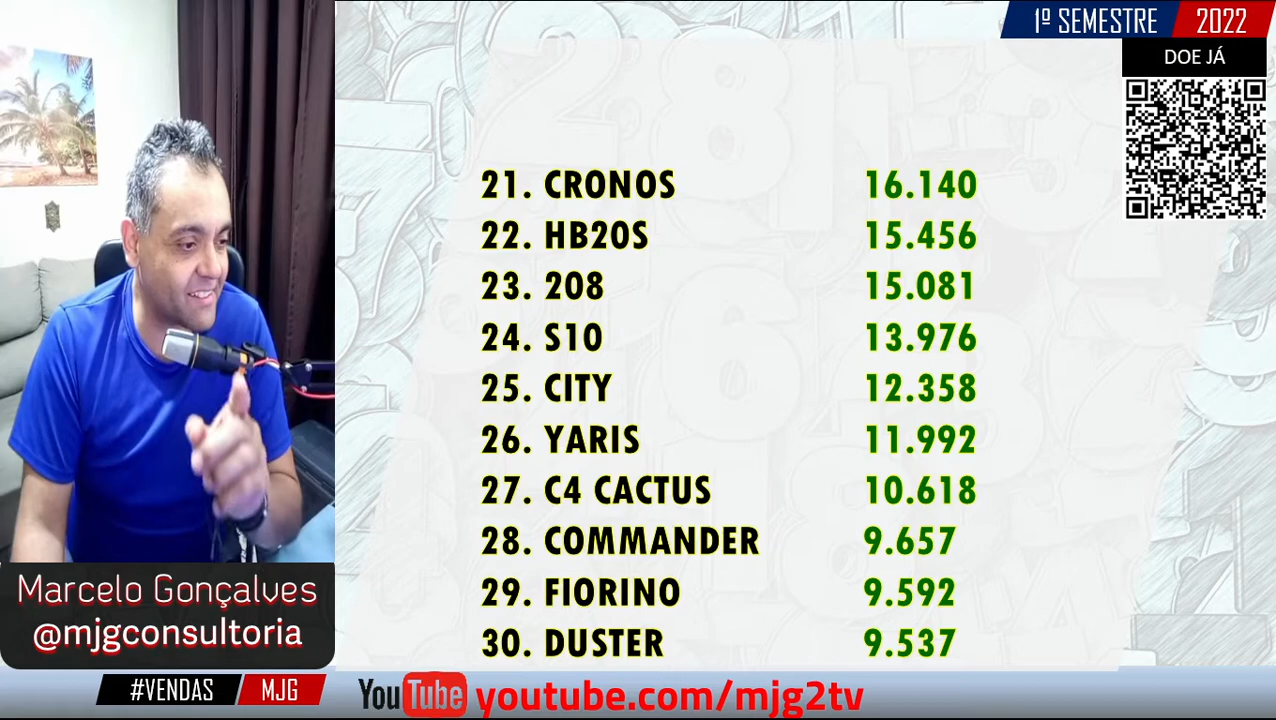 1º SEMESTRE 2022
DOE JÁ
21. CRONOS 16.140
22. HB20S 15.456
23. 208 15.081
24. S10 13.976
25. CITY 12.358
26. YARIS 11.992
27. C4 CACTUS 10.618
28. COMMANDER 9.657
29. FIORINO 9.592
30. DUSTER 9.537
Marcelo Gonçalves
@mjgconsultoria
#VENDAS MJG YouTube youtube.com/mjg2tv